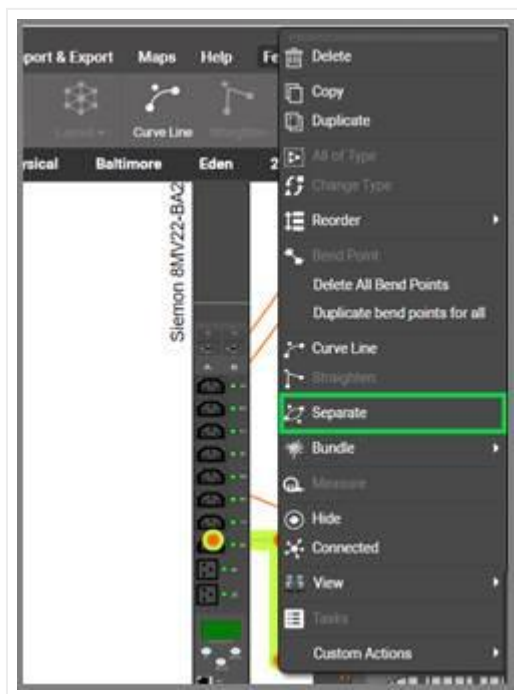 port & Export Maps Help Fe
Curve Line
rsical Baltimore Eden 2
Siemon 8MV22-BA2
A B
Delete
Copy
Duplicate
All of Type
Change Type
Reorder
Bend Point
Delete All Bend Points
Duplicate bend points for all
Curve Line
Straighten
Separate
Bundle
Measure
Hide
Connected
View
Tasks
Custom Actions